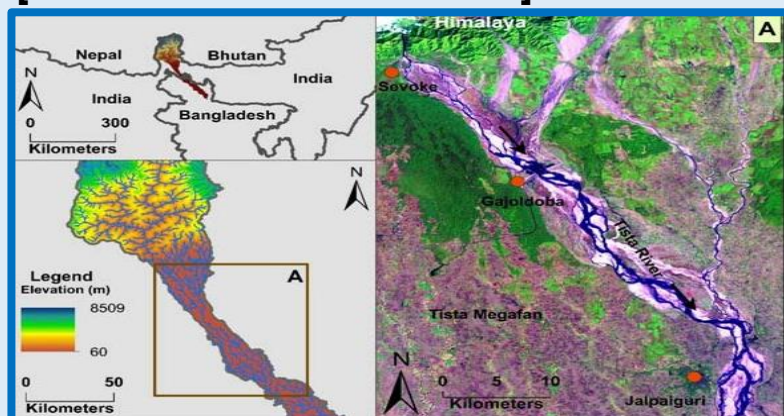 Nepal
Bhutan
N
India
India
Bangladesh
0 300
Kilometers
N
Legend
Elevation (m)
8509
60
A
0 50
Kilometers
Himalaya
A
Sevoke
Gajoldoba
Tista River
Tista Megafan
N
0 5 10
Kilometers
Jalpaiguri